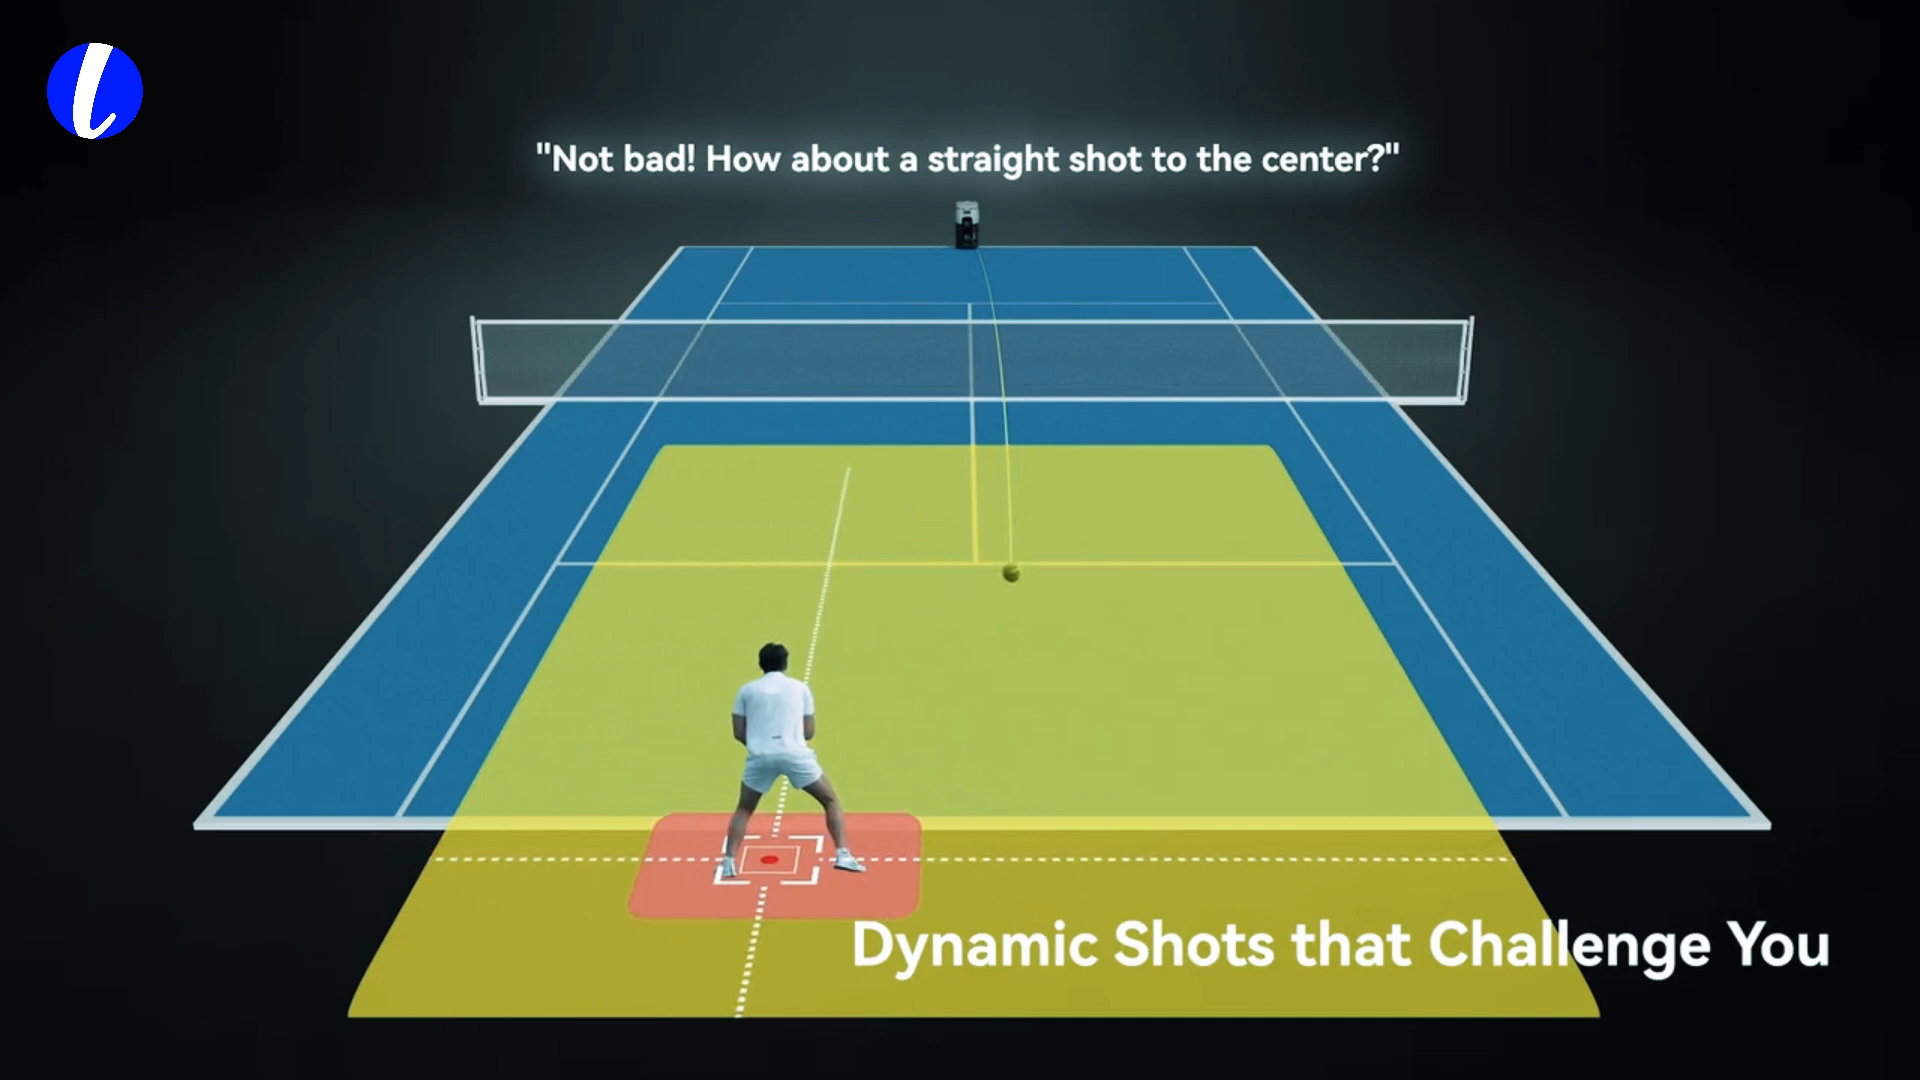 "Not bad! How about a straight shot to the center?"
Dynamic Shots that Challenge You